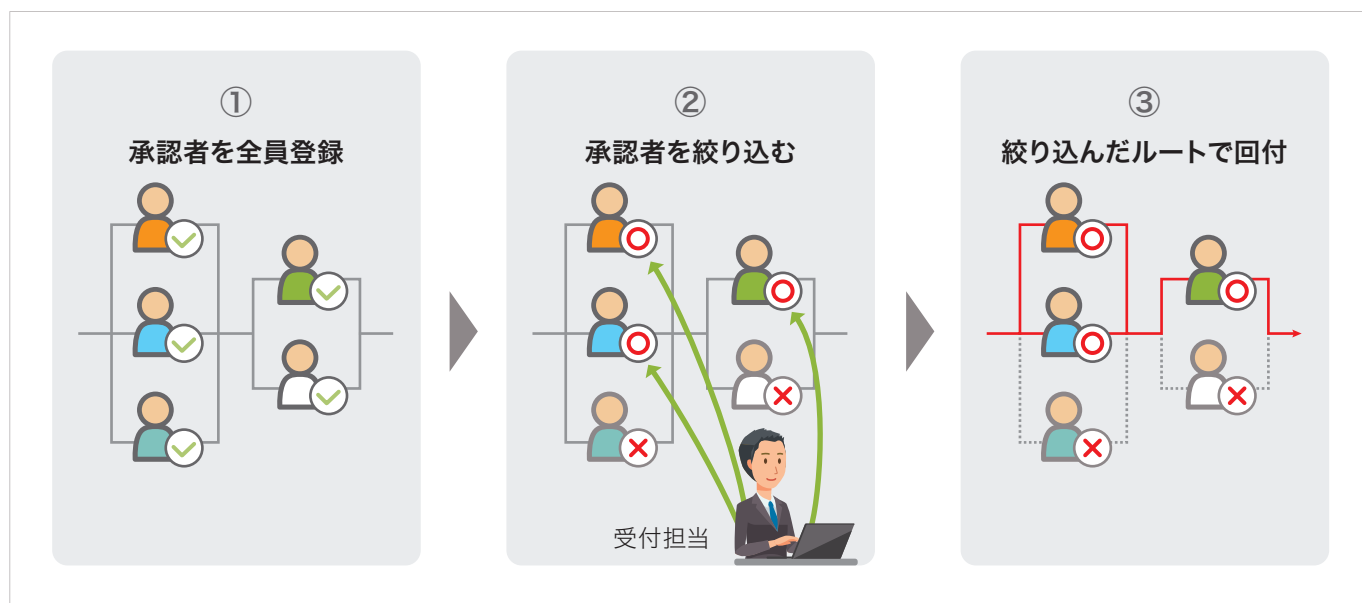 ①
承認者を全員登録
②
承認者を絞り込む
受付担当
③
絞り込んだルートで回付